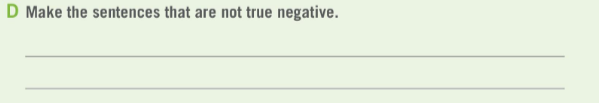 D Make the sentences that are not true negative.